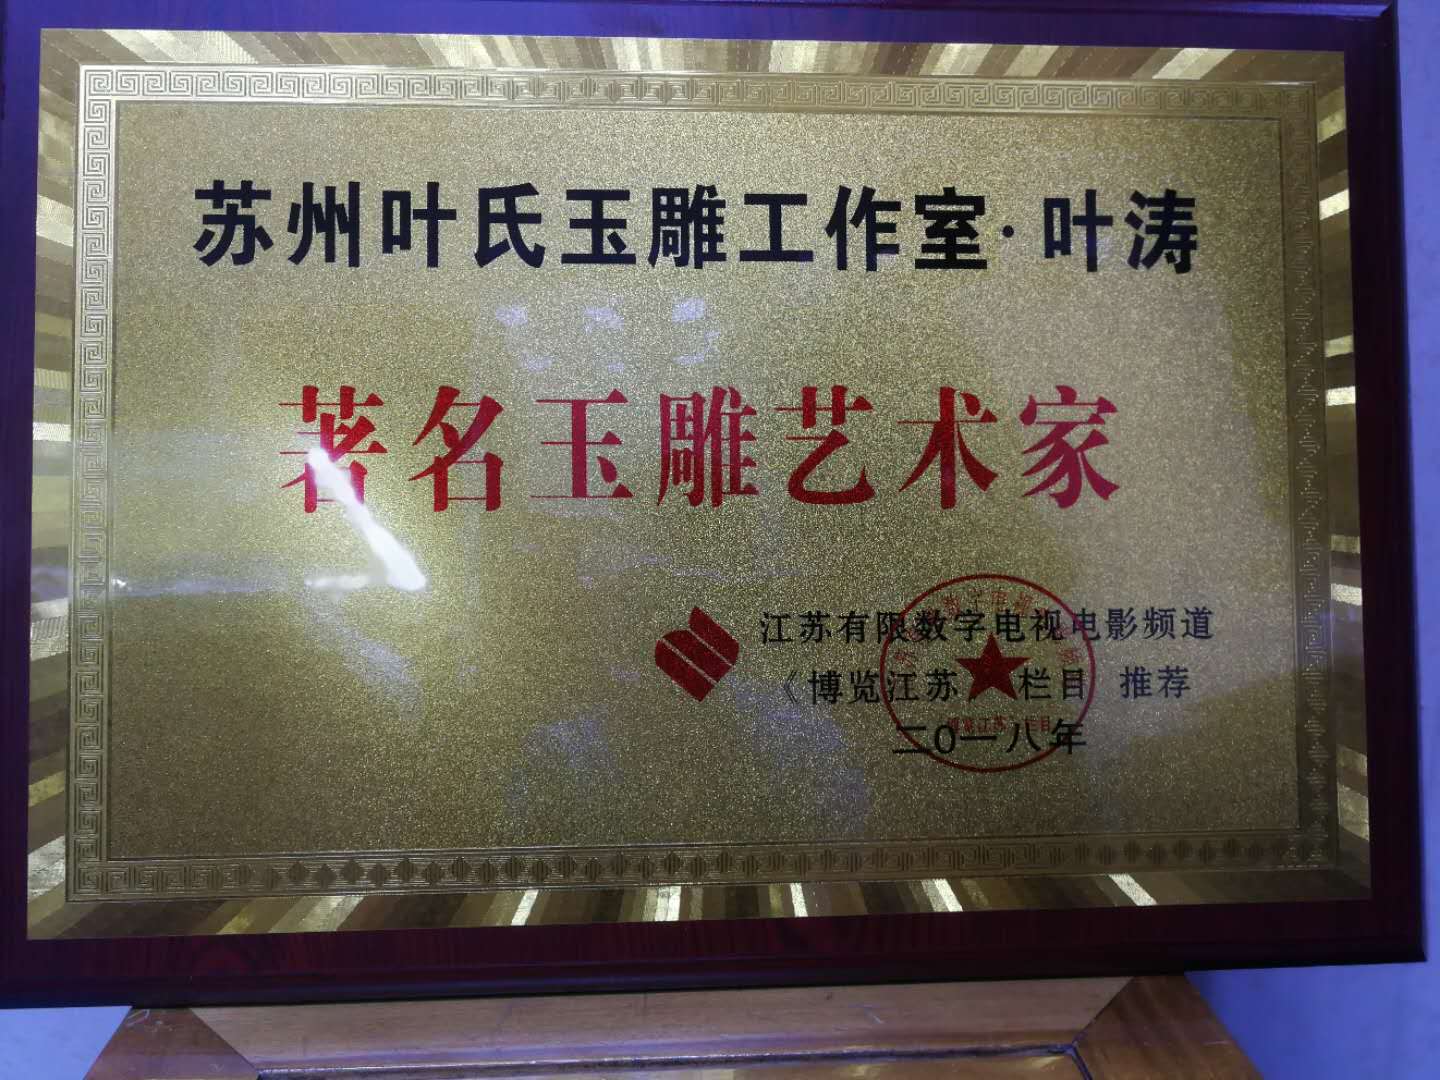 苏州叶氏玉雕工作室·叶涛
著名玉雕艺术家
江苏有限数字电视电影频道
《博览江苏》栏目 推荐
二0一八年